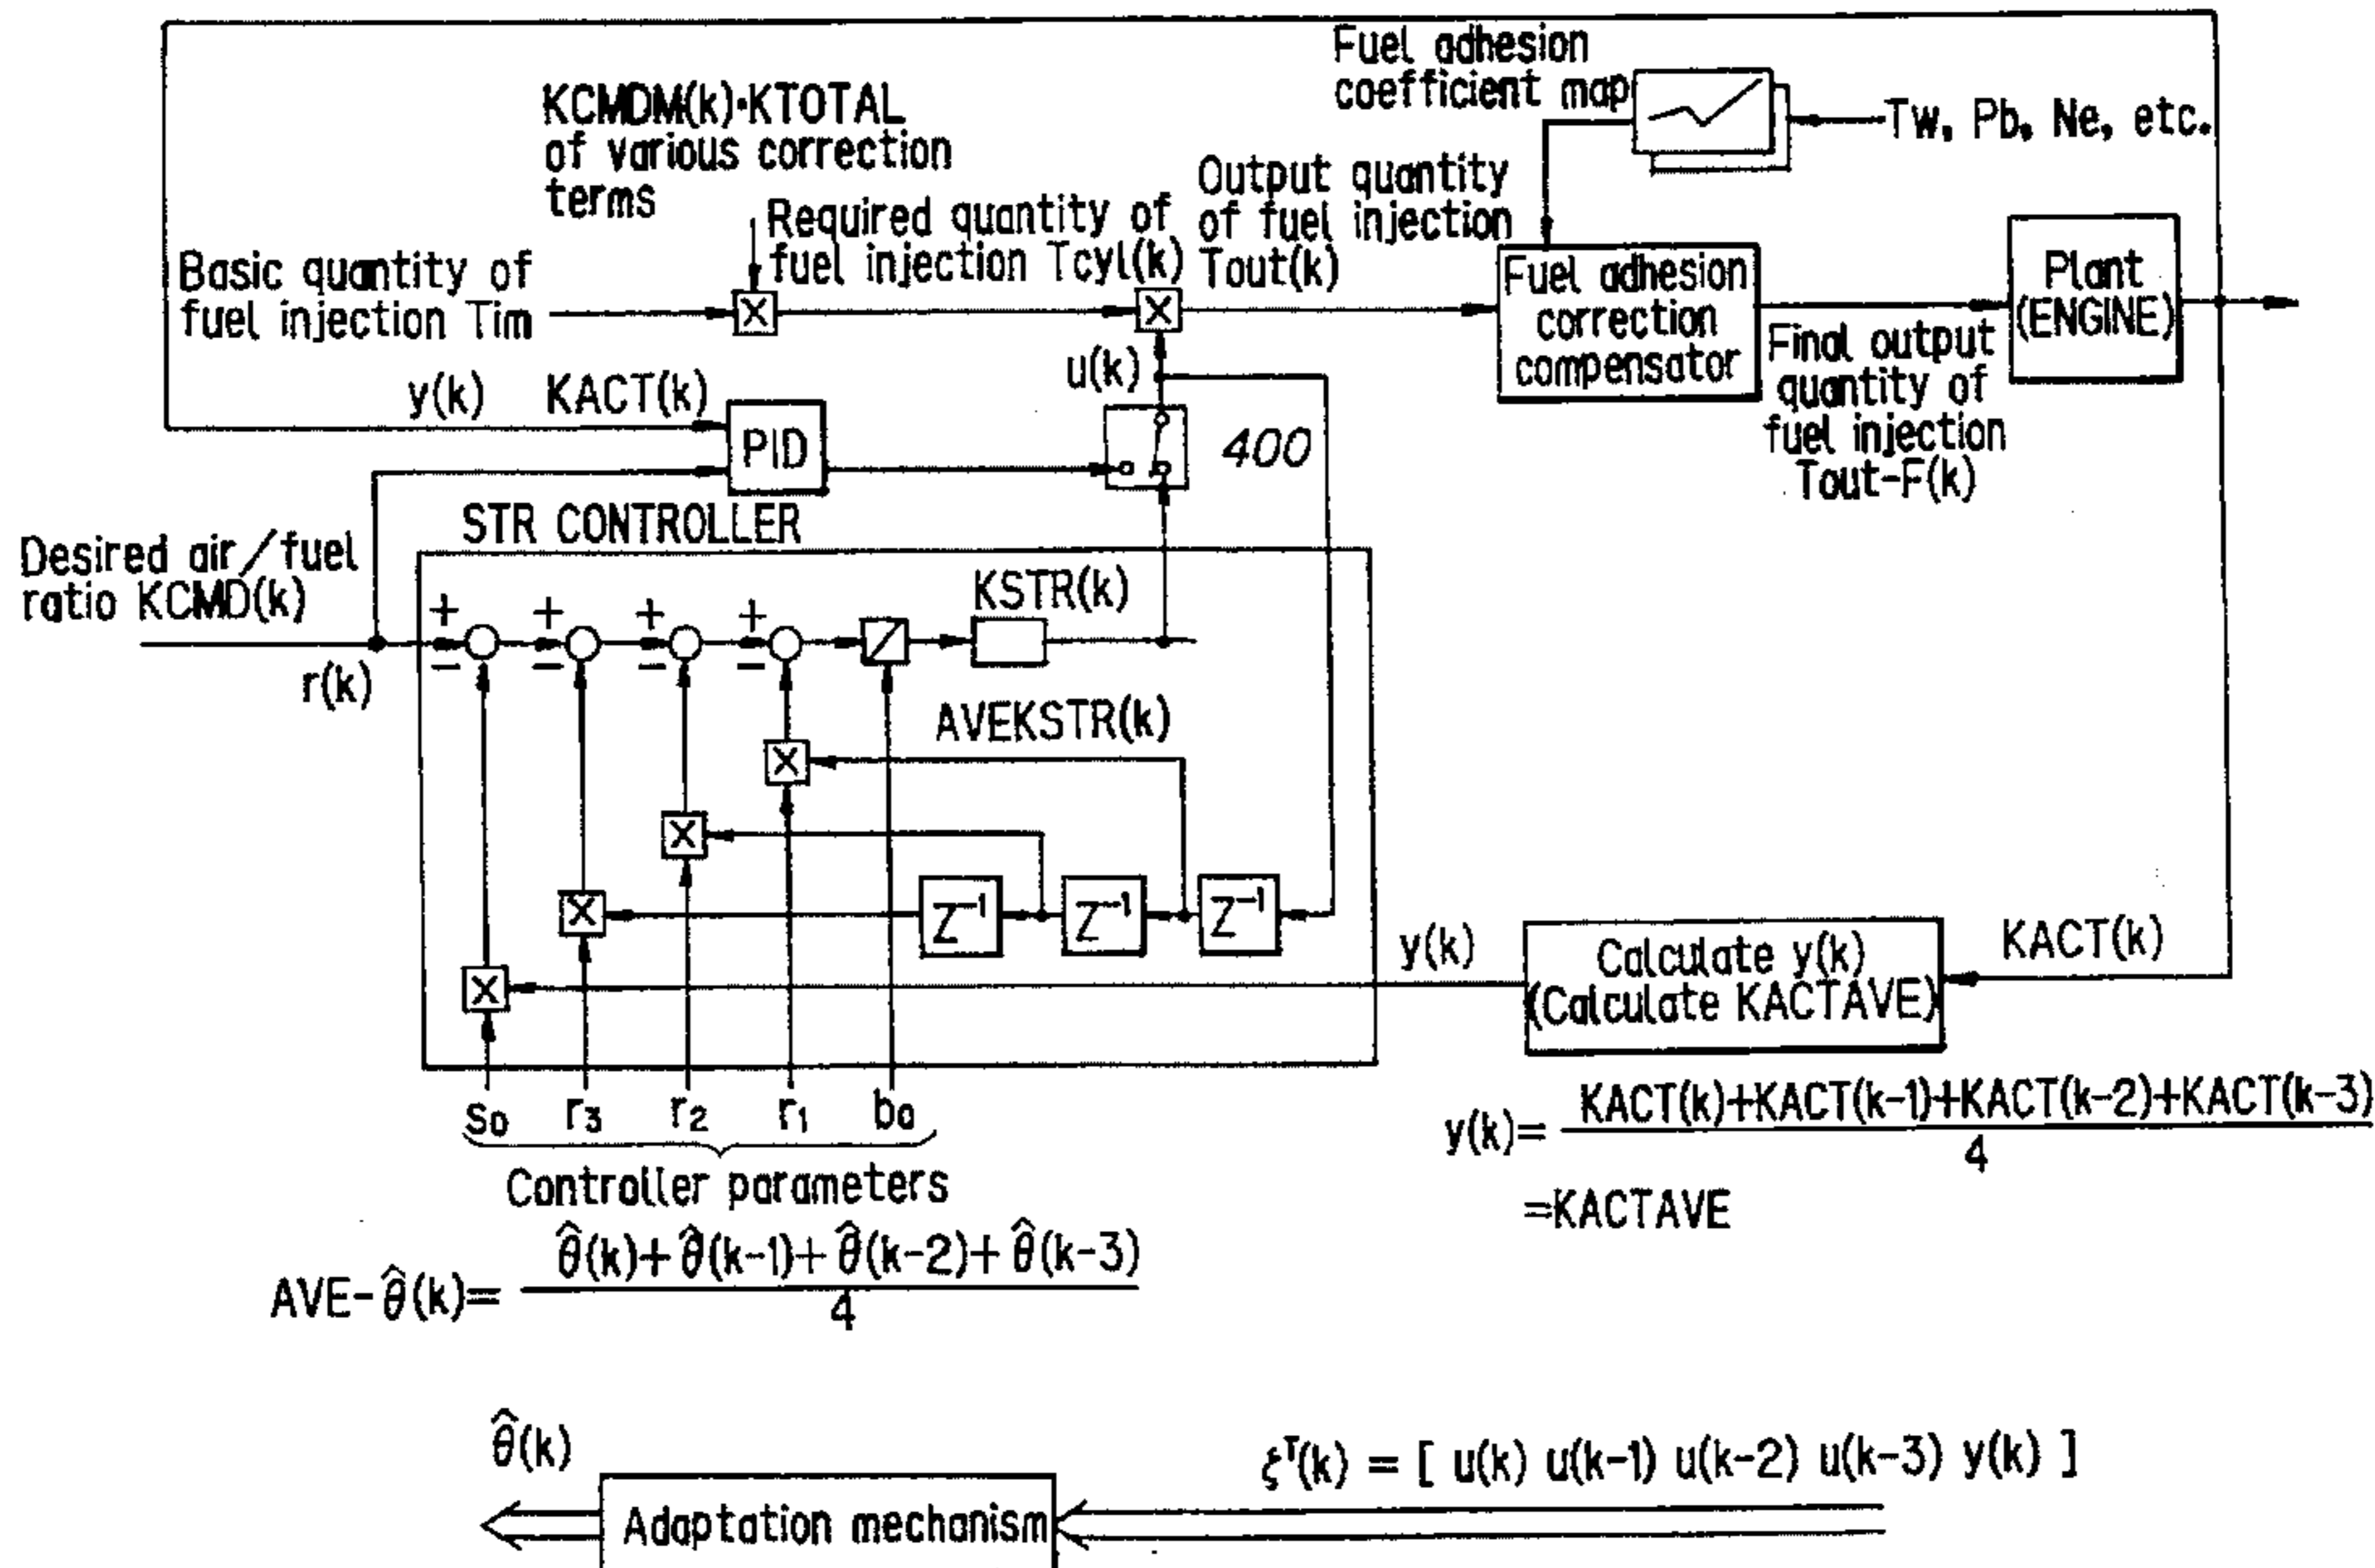 Fuel adhesion
coefficient map
Tw, Pb, Ne, etc.
KCMDM(k)·KTOTAL
of various correction
terms
Required quantity of
fuel injection Tcyl(k)
Output quantity
of fuel injection
Tout(k)
Basic quantity of
fuel injection Tim
X
X
Fuel adhesion
correction
compensator
Plant
(ENGINE)
Final output
quantity of
fuel injection
Tout-F(k)
u(k)
y(k) KACT(k)
PID
400
STR CONTROLLER
Desired air/fuel
ratio KCMD(k)
r(k)
+ + + +
− − − −
KSTR(k)
AVEKSTR(k)
X
X
X
X
Z⁻¹ Z⁻¹ Z⁻¹
y(k)
Calculate y(k)
(Calculate KACTAVE)
KACT(k)
s₀ r₃ r₂ r₁ b₀
Controller parameters
y(k)= KACT(k)+KACT(k-1)+KACT(k-2)+KACT(k-3)
4
=KACTAVE
AVE-θ̂(k)= θ̂(k)+θ̂(k-1)+θ̂(k-2)+θ̂(k-3)
4
θ̂(k)
Adaptation mechanism
ξᵀ(k) = [ u(k) u(k-1) u(k-2) u(k-3) y(k) ]